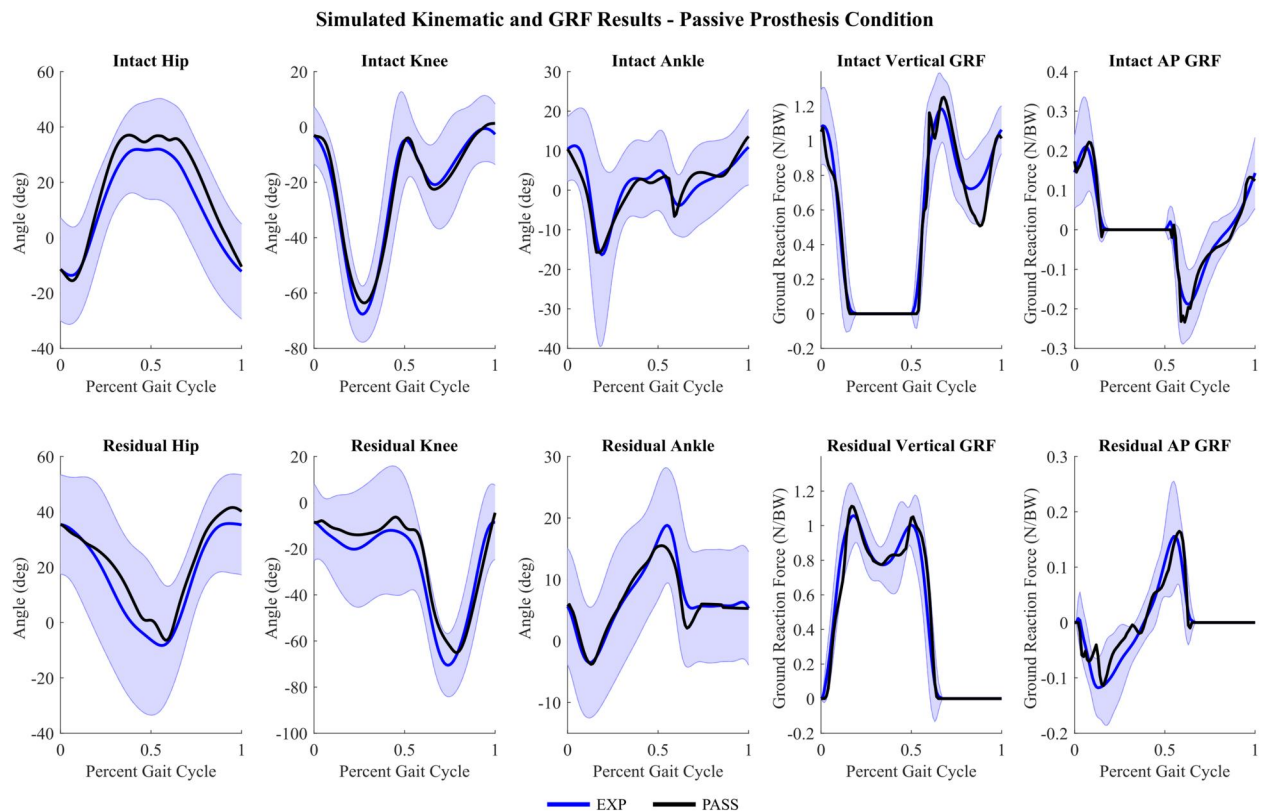 Simulated Kinematic and GRF Results - Passive Prosthesis Condition
Intact Hip
60
40
20
0
-20
-40
Angle (deg)
0
0.5
1
Percent Gait Cycle
Intact Knee
20
0
-20
-40
-60
-80
Angle (deg)
0
0.5
1
Percent Gait Cycle
Intact Ankle
30
20
10
0
-10
-20
-30
-40
Angle (deg)
0
0.5
1
Percent Gait Cycle
Intact Vertical GRF
1.2
1
0.8
0.6
0.4
0.2
0
-0.2
Ground Reaction Force (N/BW)
0
0.5
1
Percent Gait Cycle
Intact AP GRF
0.4
0.3
0.2
0.1
0
-0.1
-0.2
-0.3
Ground Reaction Force (N/BW)
0
0.5
1
Percent Gait Cycle
Residual Hip
60
40
20
0
-20
-40
Angle (deg)
0
0.5
1
Percent Gait Cycle
Residual Knee
20
0
-20
-40
-60
-80
-100
Angle (deg)
0
0.5
1
Percent Gait Cycle
Residual Ankle
30
20
10
0
-10
Angle (deg)
0
0.5
1
Percent Gait Cycle
Residual Vertical GRF
1.2
1
0.8
0.6
0.4
0.2
0
-0.2
Ground Reaction Force (N/BW)
0
0.5
1
Percent Gait Cycle
Residual AP GRF
0.3
0.2
0.1
0
-0.1
-0.2
Ground Reaction Force (N/BW)
0
0.5
1
Percent Gait Cycle
EXP
PASS